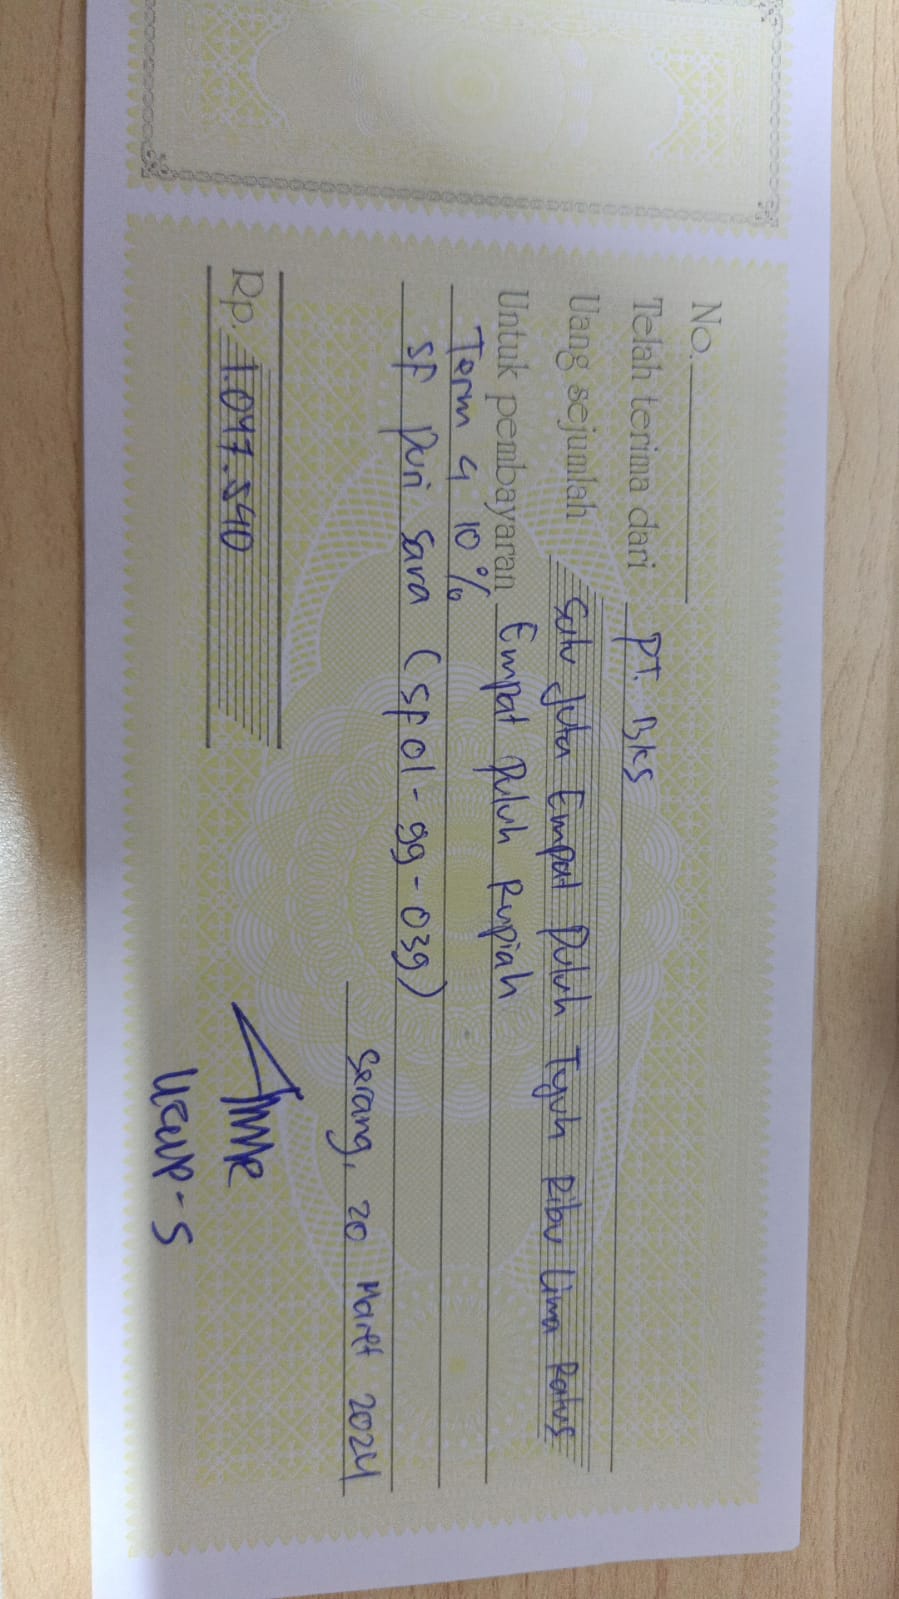 No.
Telah terima dari PT. BKS
Uang sejumlah Satu Juta Empat Puluh Tujuh Ribu Lima Ratus
Untuk pembayaran Empat Puluh Rupiah
Term 4 10%
SF Puri Sara (SF01-99-039)
Serang, 20 Maret 2024
Rp. 1.047.540
Ucup-S